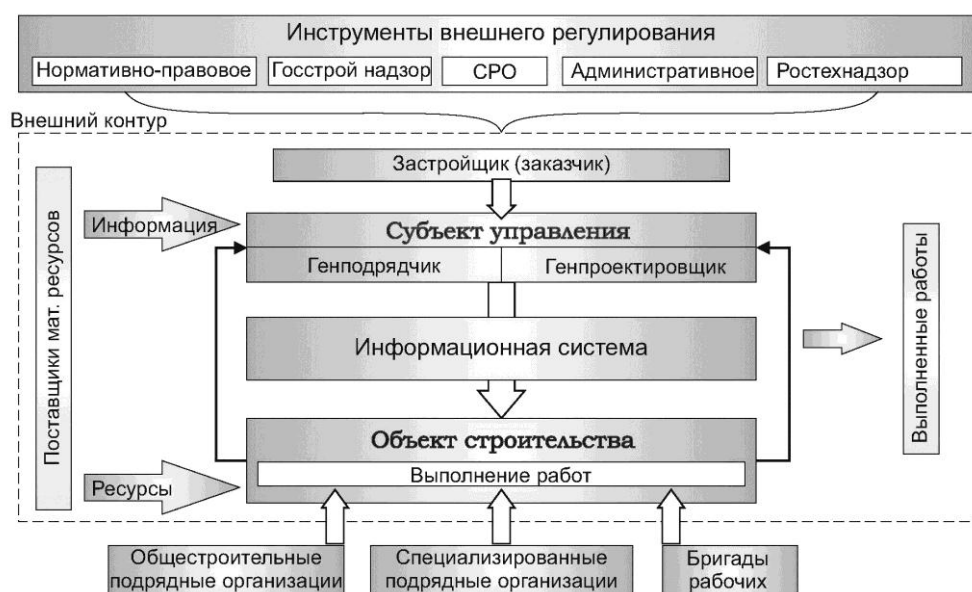 Инструменты внешнего регулирования
Нормативно-правовое
Госстрой надзор
СРО
Административное
Ростехнадзор
Внешний контур
Застройщик (заказчик)
Поставщики мат. ресурсов
Информация
Субъект управления
Генподрядчик
Генпроектировщик
Информационная система
Выполненные работы
Объект строительства
Выполнение работ
Ресурсы
Общестроительные
подрядные организации
Специализированные
подрядные организации
Бригады
рабочих